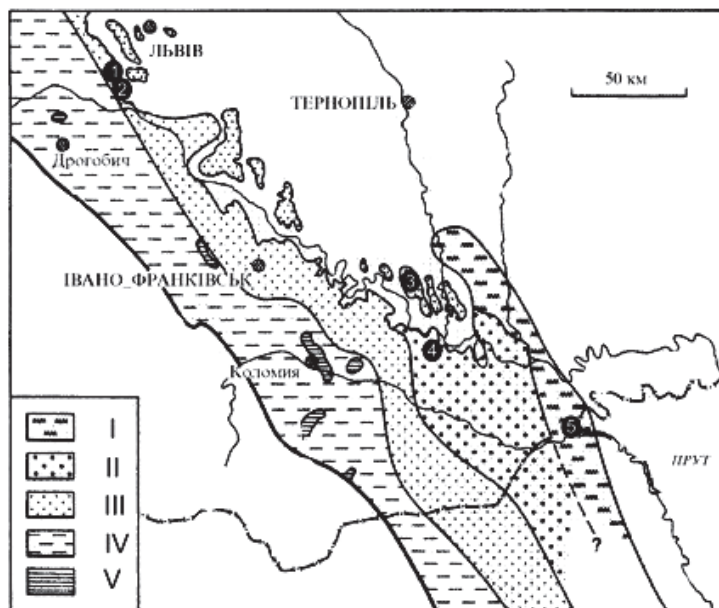 ЛЬВІВ
1
2
50 км
ТЕРНОПІЛЬ
Дрогобич
3
ІВАНО_ФРАНКІВСЬК
4
Коломия
5
ПРУТ
I
II
III
IV
V
?